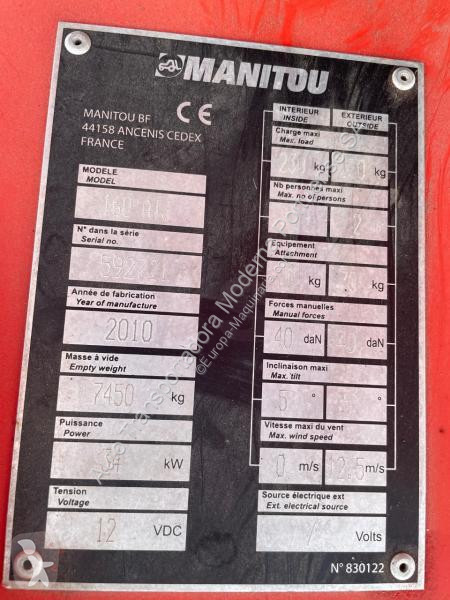 MANITOU
MANITOU BF
44158 ANCENIS CEDEX
FRANCE
CE
MODELE
MODEL
N° dans la série
Serial no.
Année de fabrication
Year of manufacture
2010
Masse à vide
Empty weight
7450 kg
Puissance
Power
34 kW
Tension
Voltage
12 VDC
INTERIEUR EXTERIEUR
INSIDE OUTSIDE
Charge maxi
Max. load
kg kg
Nb personnes maxi
Max. no of persons
2
Equipement
Attachment
kg kg
Forces manuelles
Manual forces
40 daN 40 daN
Inclinaison maxi
Max. tilt
5 ° °
Vitesse maxi du vent
Max. wind speed
0 m/s 12.5 m/s
Source électrique ext
Ext. electrical source
/ Volts
N° 830122
©Europa-Maquinaria